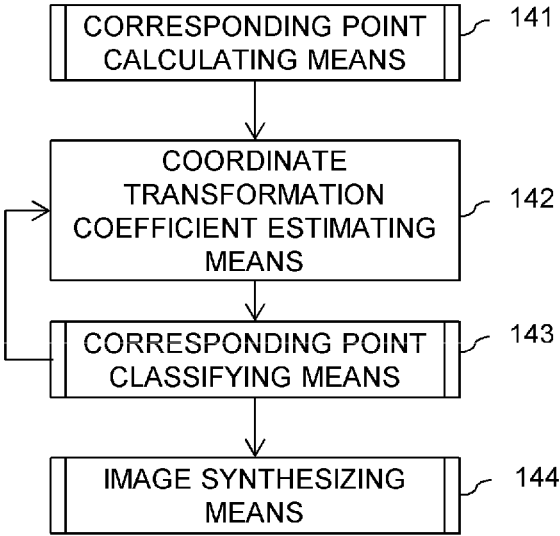 CORRESPONDING POINT
CALCULATING MEANS
141
COORDINATE
TRANSFORMATION
COEFFICIENT ESTIMATING
MEANS
142
CORRESPONDING POINT
CLASSIFYING MEANS
143
IMAGE SYNTHESIZING
MEANS
144